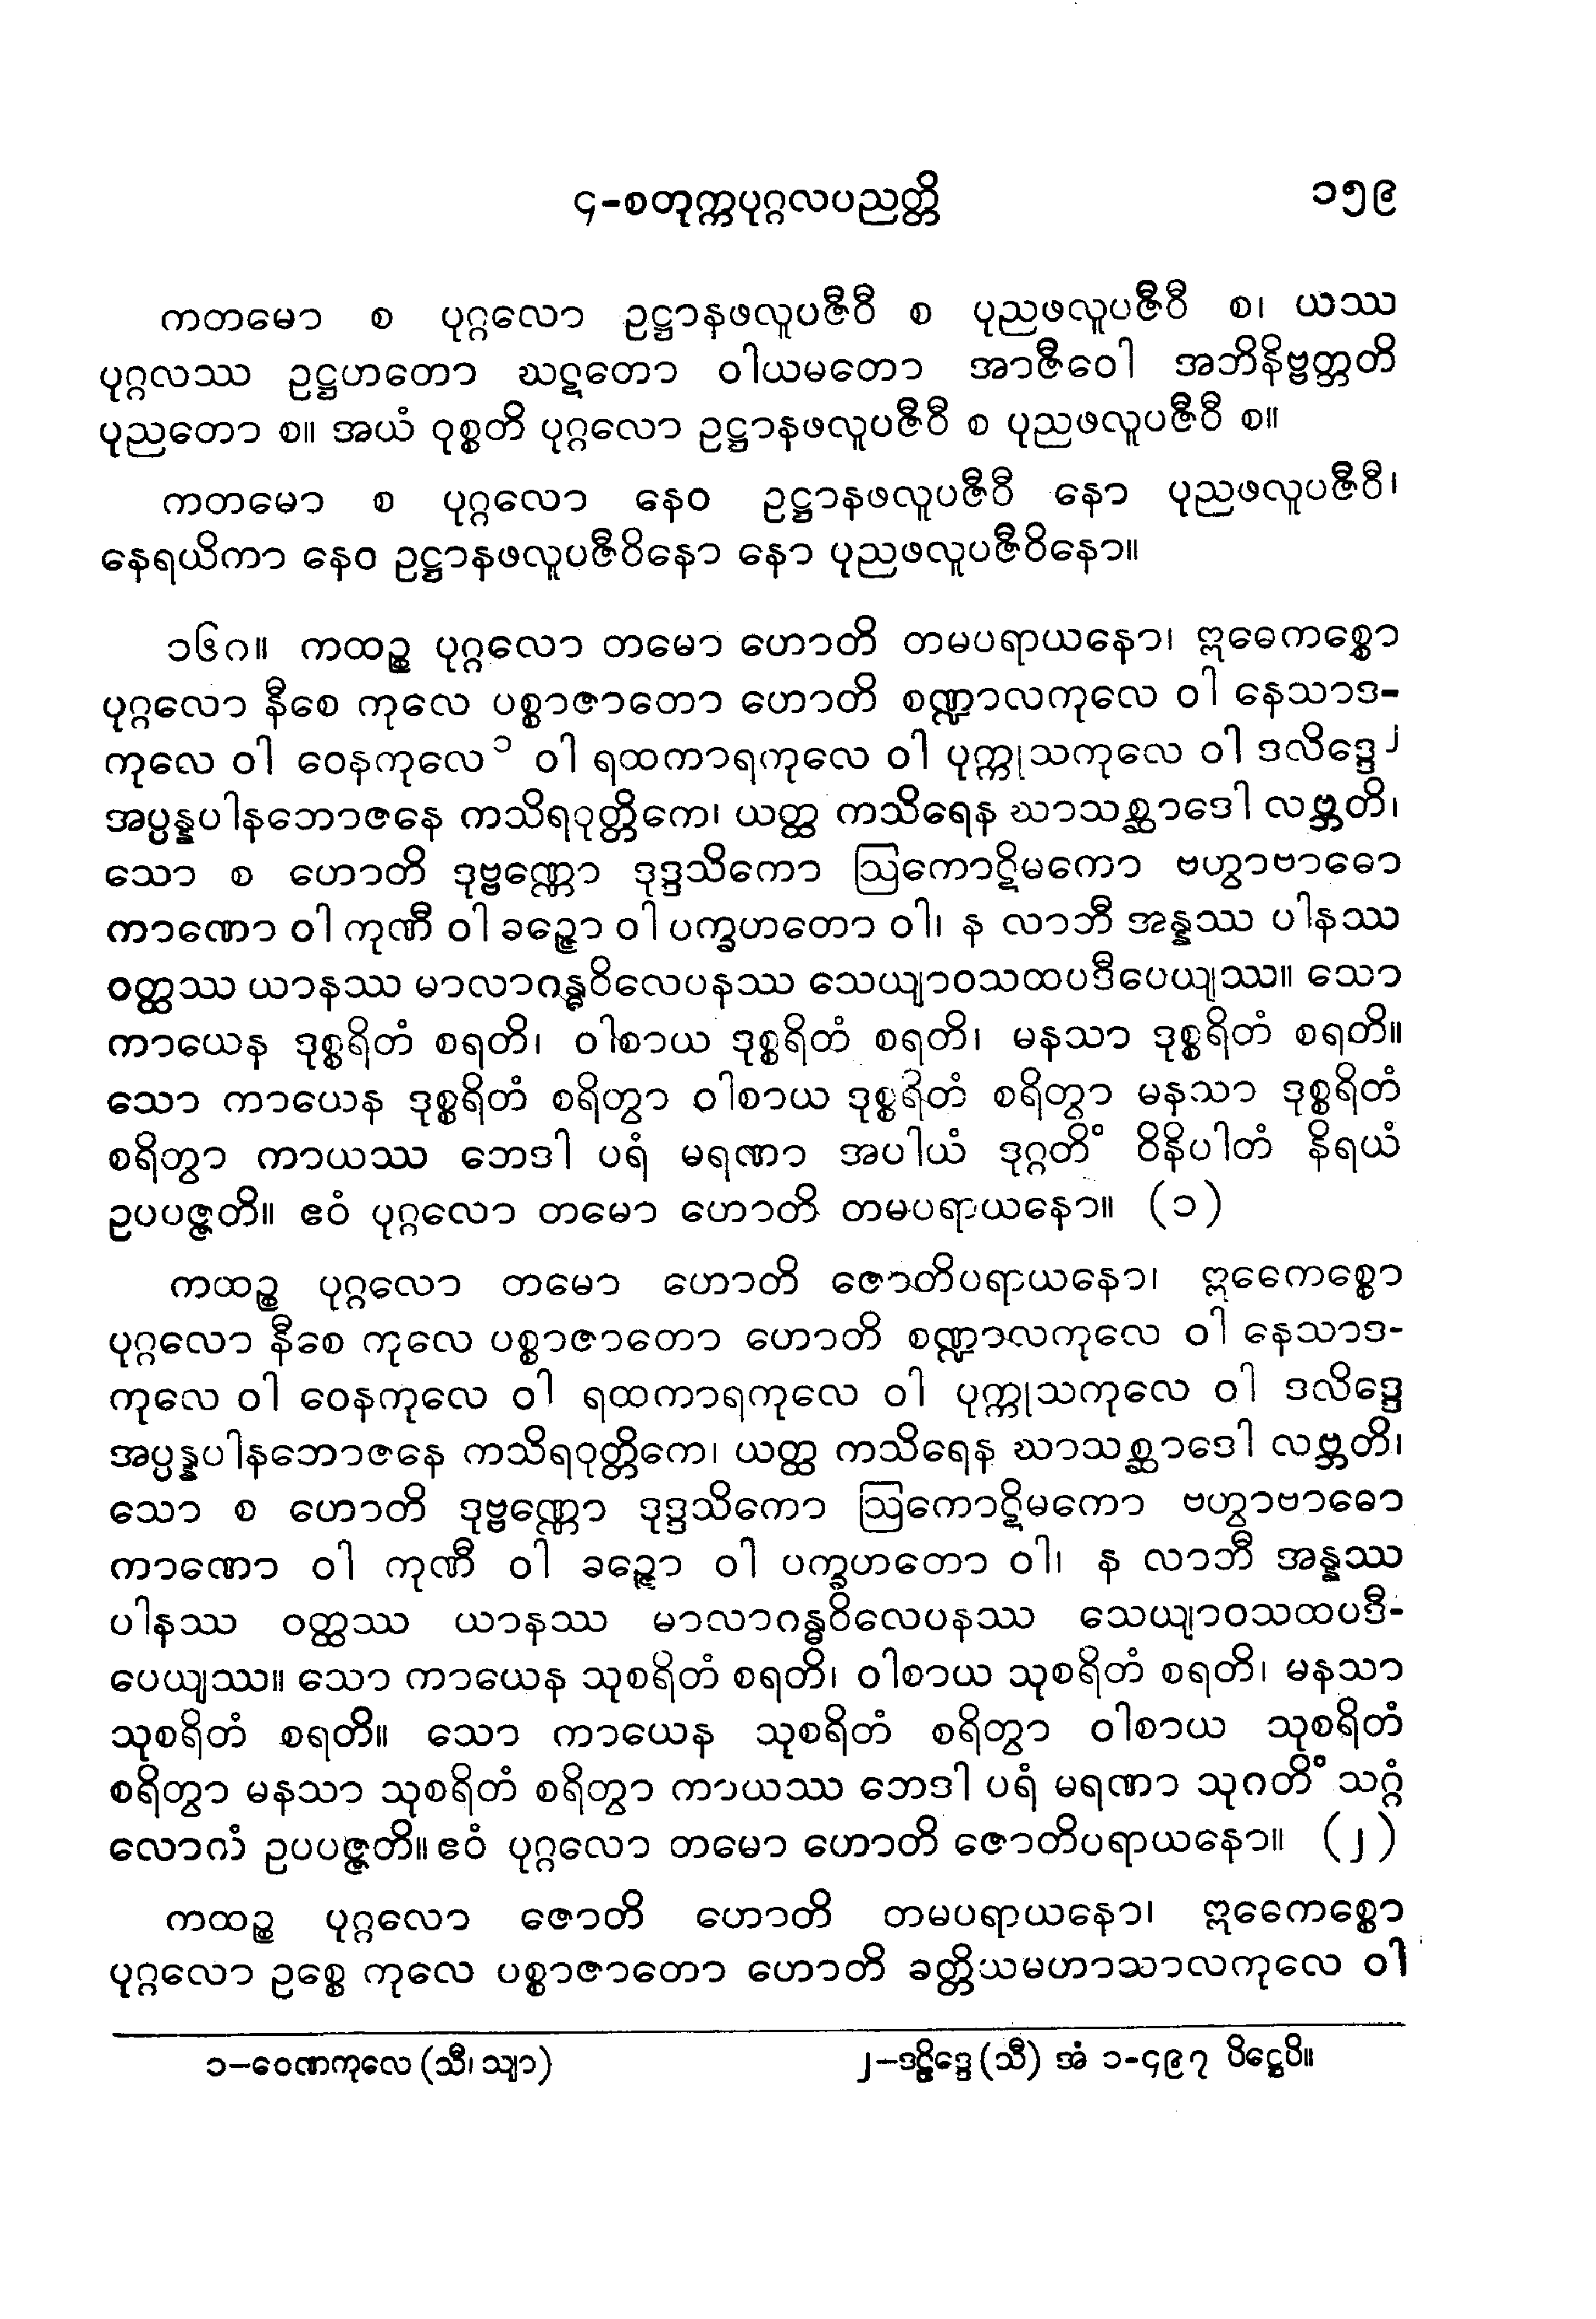 ၄-စတုက္ကပုဂ္ဂလပညတ္တိ ၁၅၉
ကတမော စ ပုဂ္ဂလော ဥဋ္ဌာနဖလူပဇီဝီ စ ပုညဖလူပဇီဝီ စ၊ ယဿ
ပုဂ္ဂလဿ ဥဋ္ဌဟတော ဃဋတော ဝါယမတော အာဇီဝေါ အဘိနိဗ္ဗတ္တတိ
ပုညတော စ။ အယံ ဝုစ္စတိ ပုဂ္ဂလော ဥဋ္ဌာနဖလူပဇီဝီ စ ပုညဖလူပဇီဝီ စ။
ကတမော စ ပုဂ္ဂလော နေဝ ဥဋ္ဌာနဖလူပဇီဝီ နော ပုညဖလူပဇီဝီ၊
နေရယိကာ နေဝ ဥဋ္ဌာနဖလူပဇီဝိနော နော ပုညဖလူပဇီဝိနော။
၁၆၈။ ကထဉ္စ ပုဂ္ဂလော တမော ဟောတိ တမပရာယနော၊ ဣဓေကစ္စော
ပုဂ္ဂလော နီစေ ကုလေ ပစ္စာဇာတော ဟောတိ စဏ္ဍာလကုလေ ဝါ နေသာဒ-
ကုလေ ဝါ ဝေနကုလေ၁ ဝါ ရထကာရကုလေ ဝါ ပုက္ကုသကုလေ ဝါ ဒလိဒ္ဒေ၂
အပ္ပန္နပါနဘောဇနေ ကသိရဝုတ္တိကေ၊ ယတ္ထ ကသိရေန ဃာသစ္ဆာဒေါ လဗ္ဘတိ၊
သော စ ဟောတိ ဒုဗ္ဗဏ္ဏော ဒုဒ္ဒသိကော ဩကောဋိမကော ဗဟွာဗာဓော
ကာဏော ဝါ ကုဏီ ဝါ ခဉ္ဇော ဝါ ပက္ခဟတော ဝါ၊ န လာဘီ အန္နဿ ပါနဿ
ဝတ္ထဿ ယာနဿ မာလာဂန္ဓဝိလေပနဿ သေယျာဝသထပဒီပေယျဿ။ သော
ကာယေန ဒုစ္စရိတံ စရတိ၊ ဝါစာယ ဒုစ္စရိတံ စရတိ၊ မနသာ ဒုစ္စရိတံ စရတိ။
သော ကာယေန ဒုစ္စရိတံ စရိတွာ ဝါစာယ ဒုစ္စရိတံ စရိတွာ မနသာ ဒုစ္စရိတံ
စရိတွာ ကာယဿ ဘေဒါ ပရံ မရဏာ အပါယံ ဒုဂ္ဂတိံ ဝိနိပါတံ နိရယံ
ဥပပဇ္ဇတိ။ ဧဝံ ပုဂ္ဂလော တမော ဟောတိ တမပရာယနော။ (၁)
ကထဉ္စ ပုဂ္ဂလော တမော ဟောတိ ဇောတိပရာယနော၊ ဣဓေကစ္စော
ပုဂ္ဂလော နီစေ ကုလေ ပစ္စာဇာတော ဟောတိ စဏ္ဍာလကုလေ ဝါ နေသာဒ-
ကုလေ ဝါ ဝေနကုလေ ဝါ ရထကာရကုလေ ဝါ ပုက္ကုသကုလေ ဝါ ဒလိဒ္ဒေ
အပ္ပန္နပါနဘောဇနေ ကသိရဝုတ္တိကေ၊ ယတ္ထ ကသိရေန ဃာသစ္ဆာဒေါ လဗ္ဘတိ၊
သော စ ဟောတိ ဒုဗ္ဗဏ္ဏော ဒုဒ္ဒသိကော ဩကောဋိမကော ဗဟွာဗာဓော
ကာဏော ဝါ ကုဏီ ဝါ ခဉ္ဇော ဝါ ပက္ခဟတော ဝါ၊ န လာဘီ အန္နဿ
ပါနဿ ဝတ္ထဿ ယာနဿ မာလာဂန္ဓဝိလေပနဿ သေယျာဝသထပဒီ-
ပေယျဿ။ သော ကာယေန သုစရိတံ စရတိ၊ ဝါစာယ သုစရိတံ စရတိ၊ မနသာ
သုစရိတံ စရတိ။ သော ကာယေန သုစရိတံ စရိတွာ ဝါစာယ သုစရိတံ
စရိတွာ မနသာ သုစရိတံ စရိတွာ ကာယဿ ဘေဒါ ပရံ မရဏာ သုဂတိံ သဂ္ဂံ
လောကံ ဥပပဇ္ဇတိ။ ဧဝံ ပုဂ္ဂလော တမော ဟောတိ ဇောတိပရာယနော။ (၂)
ကထဉ္စ ပုဂ္ဂလော ဇောတိ ဟောတိ တမပရာယနော၊ ဣဓေကစ္စော
ပုဂ္ဂလော ဥစ္စေ ကုလေ ပစ္စာဇာတော ဟောတိ ခတ္တိယမဟာသာလကုလေ ဝါ
၁-ဝေဏကုလေ (သီ၊ သျာ) ၂-ဒဠိဒ္ဒေ (သီ) အံ ၁-၄၉၇ ပိဋ္ဌေပိ။